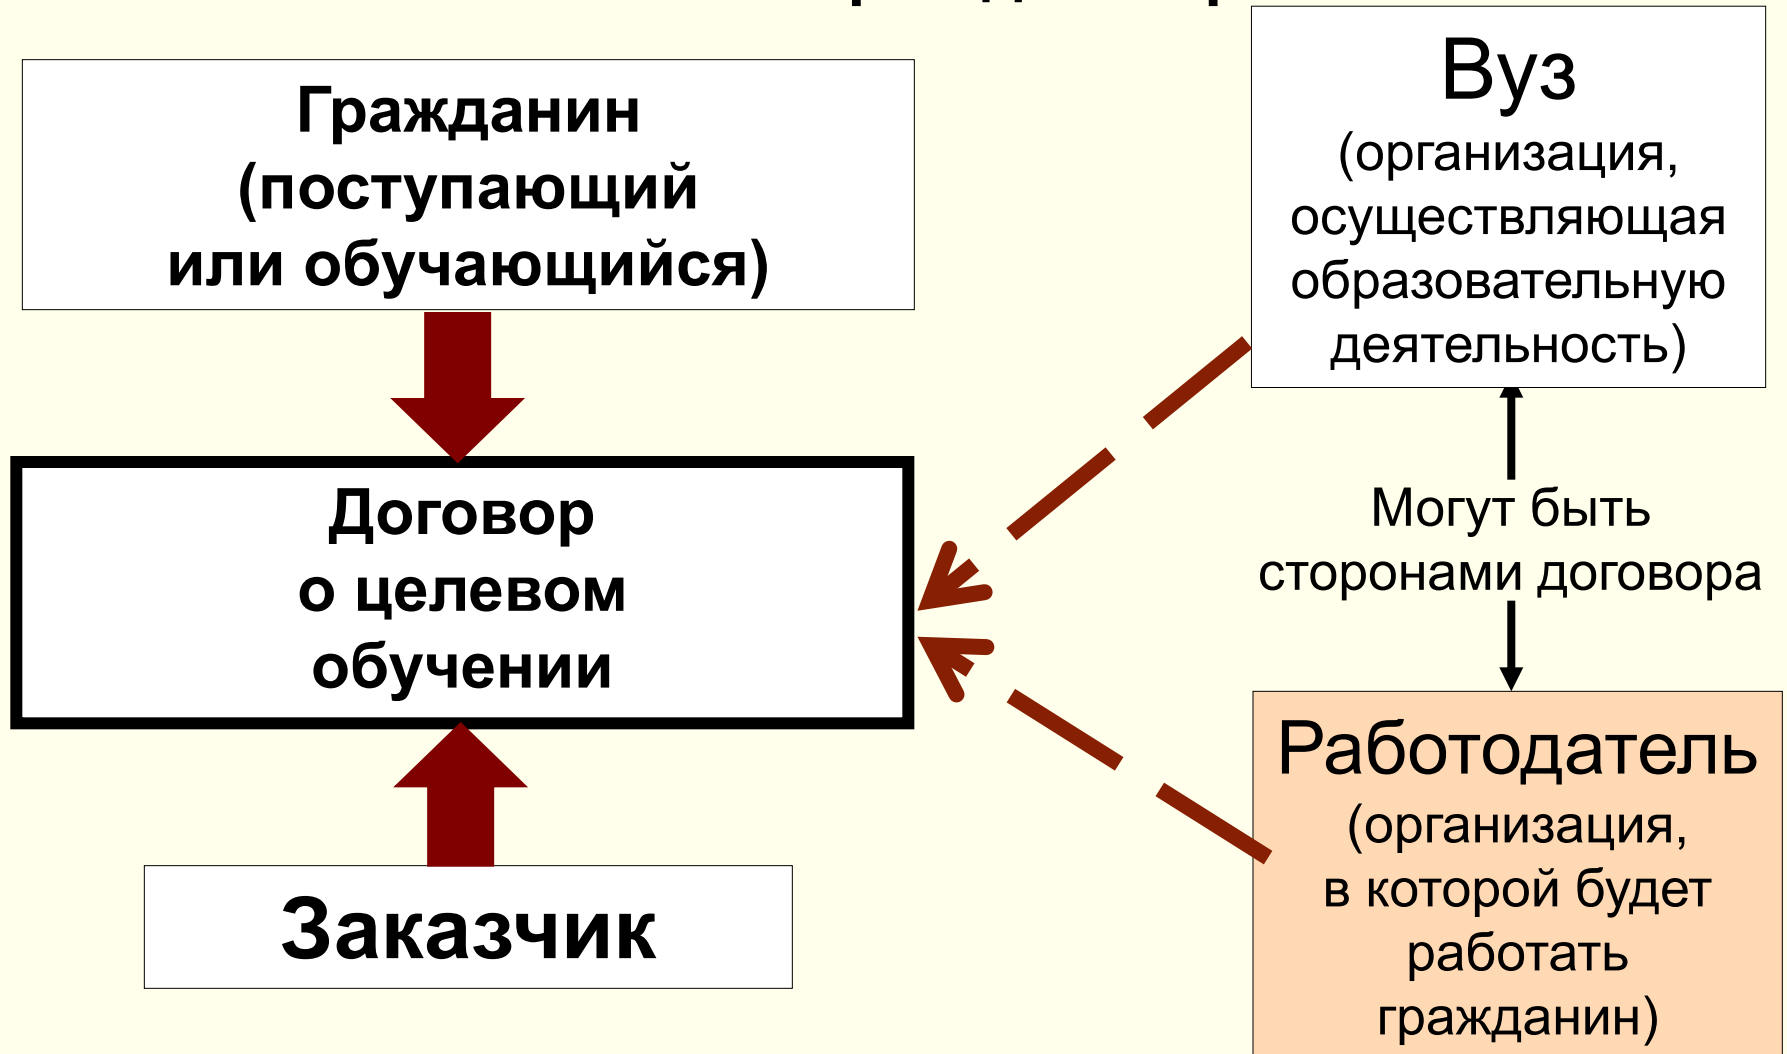 Гражданин
(поступающий
или обучающийся)
Договор
о целевом
обучении
Заказчик
Вуз
(организация,
осуществляющая
образовательную
деятельность)
Могут быть
сторонами договора
Работодатель
(организация,
в которой будет
работать
гражданин)